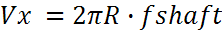 Vx = 2πR · fshaft